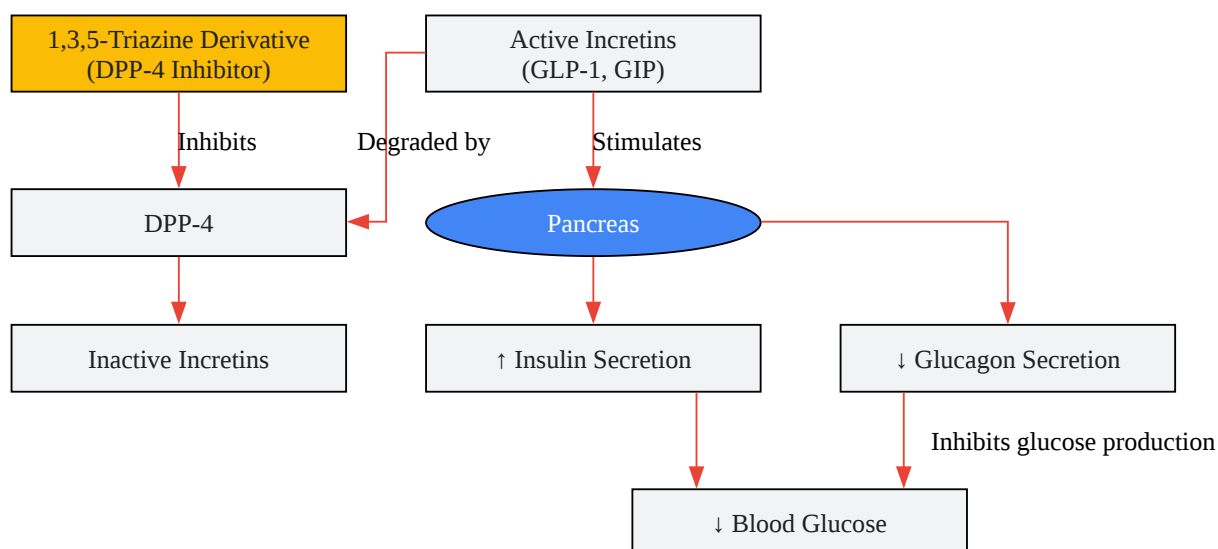 1,3,5-Triazine Derivative
(DPP-4 Inhibitor)
Active Incretins
(GLP-1, GIP)
Inhibits
Degraded by
Stimulates
DPP-4
Pancreas
Inactive Incretins
↑ Insulin Secretion
↓ Glucagon Secretion
Inhibits glucose production
↓ Blood Glucose